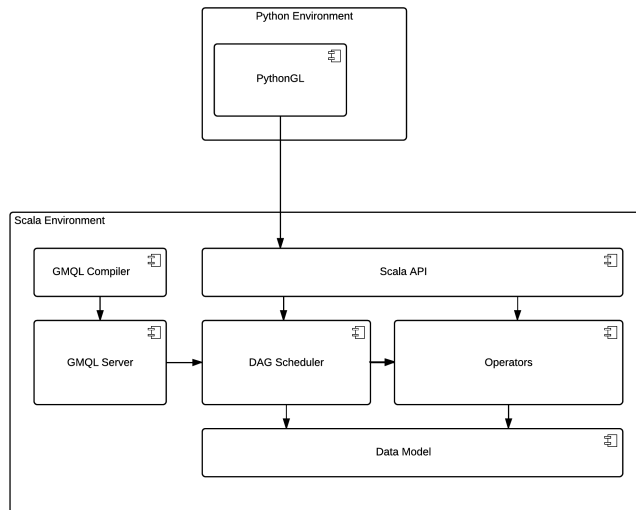 Python Environment
PythonGL
Scala Environment
GMQL Compiler
Scala API
GMQL Server
DAG Scheduler
Operators
Data Model